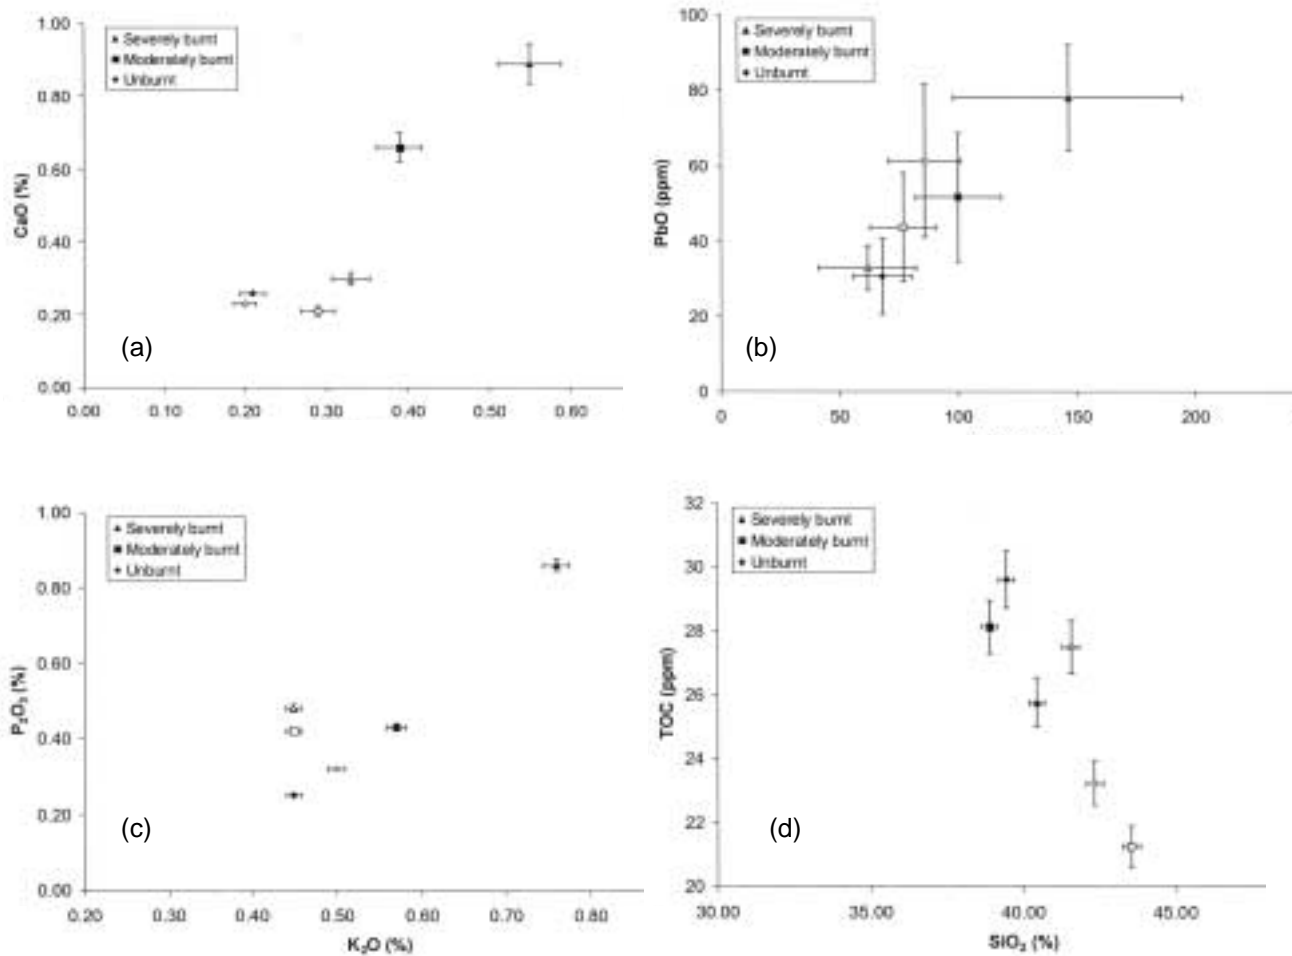 1.00
Severely burnt
Moderately burnt
Unburnt
0.80
0.60
CaO (%)
0.40
0.20
(a)
0.00
0.00 0.10 0.20 0.30 0.40 0.50 0.60
100
Severely burnt
Moderately burnt
Unburnt
80
60
PbO (ppm)
40
20
(b)
0
0 50 100 150 200
1.00
Severely burnt
Moderately burnt
Unburnt
0.80
0.60
P₂O₃ (%)
0.40
0.20
(c)
0.00
0.20 0.30 0.40 0.50 0.60 0.70 0.80
K₂O (%)
32
Severely burnt
Moderately burnt
Unburnt
30
28
TOC (ppm)
26
24
22
(d)
20
30.00 35.00 40.00 45.00
SiO₂ (%)